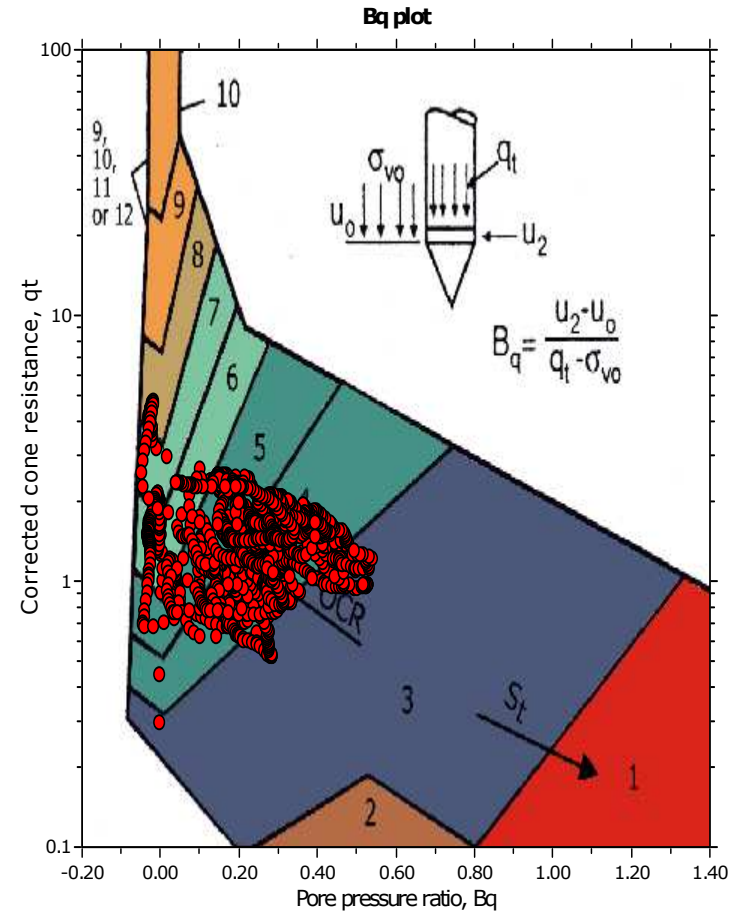 Bq plot
Corrected cone resistance, qt
100
10
1
0.1
10
9,
10,
11
or 12
9
8
7
6
5
4
3
2
1
σvo
qt
uo
u2
Bq= u2-uo
qt -σvo
OCR
St
-0.20 0.00 0.20 0.40 0.60 0.80 1.00 1.20 1.40
Pore pressure ratio, Bq